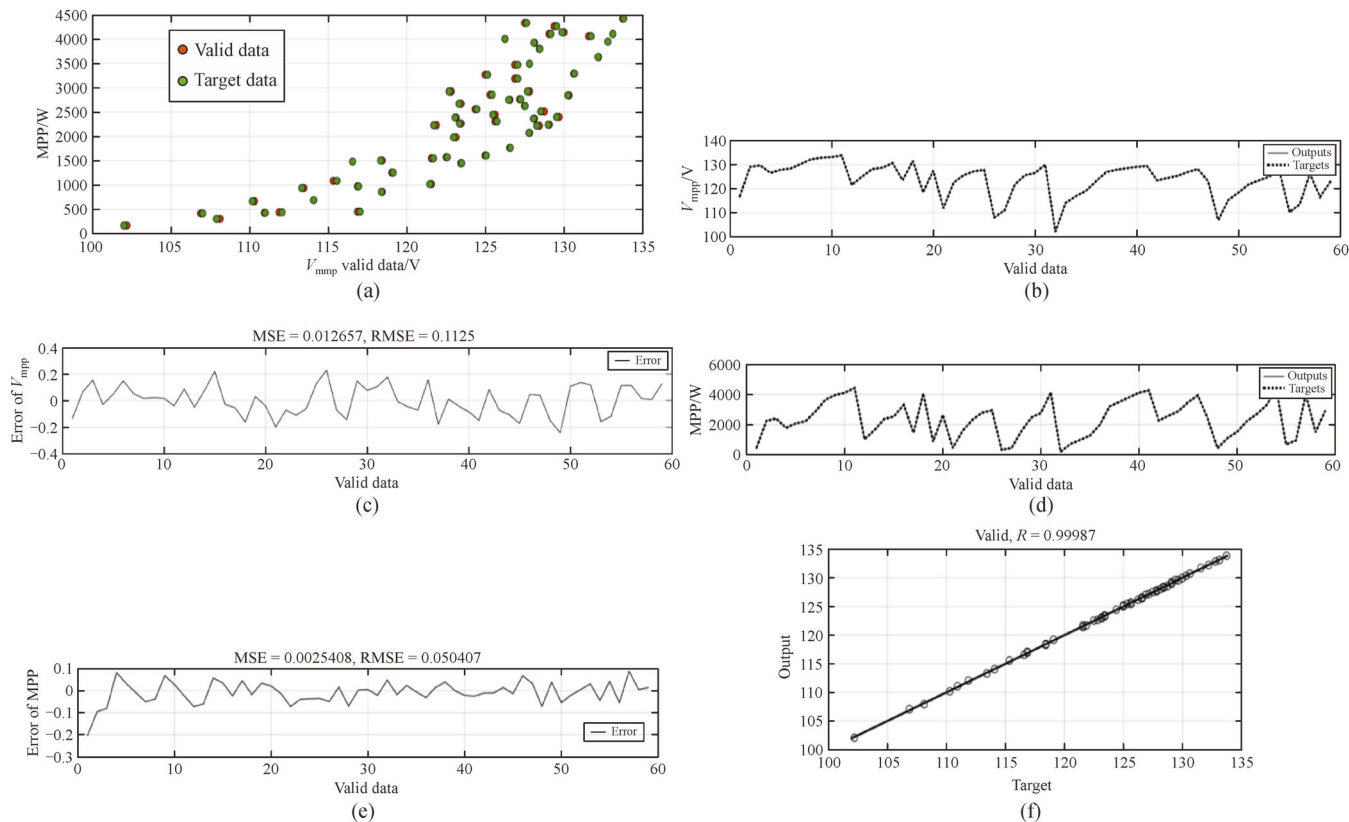 4500
4000
3500
3000
2500
2000
1500
1000
500
0
MPP/W
Valid data
Target data
100 105 110 115 120 125 130 135
Vmmp valid data/V
(a)
140
130
120
110
100
Vmpp/V
Outputs
Targets
0 10 20 30 40 50 60
Valid data
(b)
MSE = 0.012657, RMSE = 0.1125
0.4
0.2
0
−0.2
−0.4
Error of Vmpp
Error
0 10 20 30 40 50 60
Valid data
(c)
6000
4000
2000
0
MPP/W
Outputs
Targets
0 10 20 30 40 50 60
Valid data
(d)
MSE = 0.0025408, RMSE = 0.050407
0.1
0
−0.1
−0.2
−0.3
Error of MPP
Error
0 10 20 30 40 50 60
Valid data
(e)
Valid, R = 0.99987
135
130
125
120
115
110
105
100
Output
100 105 110 115 120 125 130 135
Target
(f)